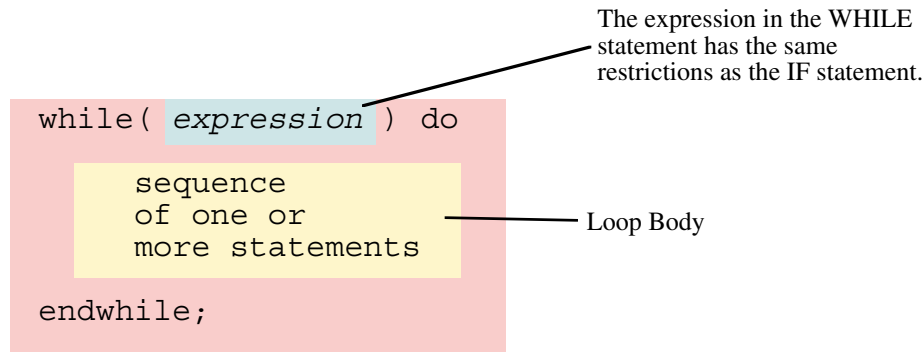 The expression in the WHILE
statement has the same
restrictions as the IF statement.
while( expression ) do
sequence
of one or
more statements
Loop Body
endwhile;